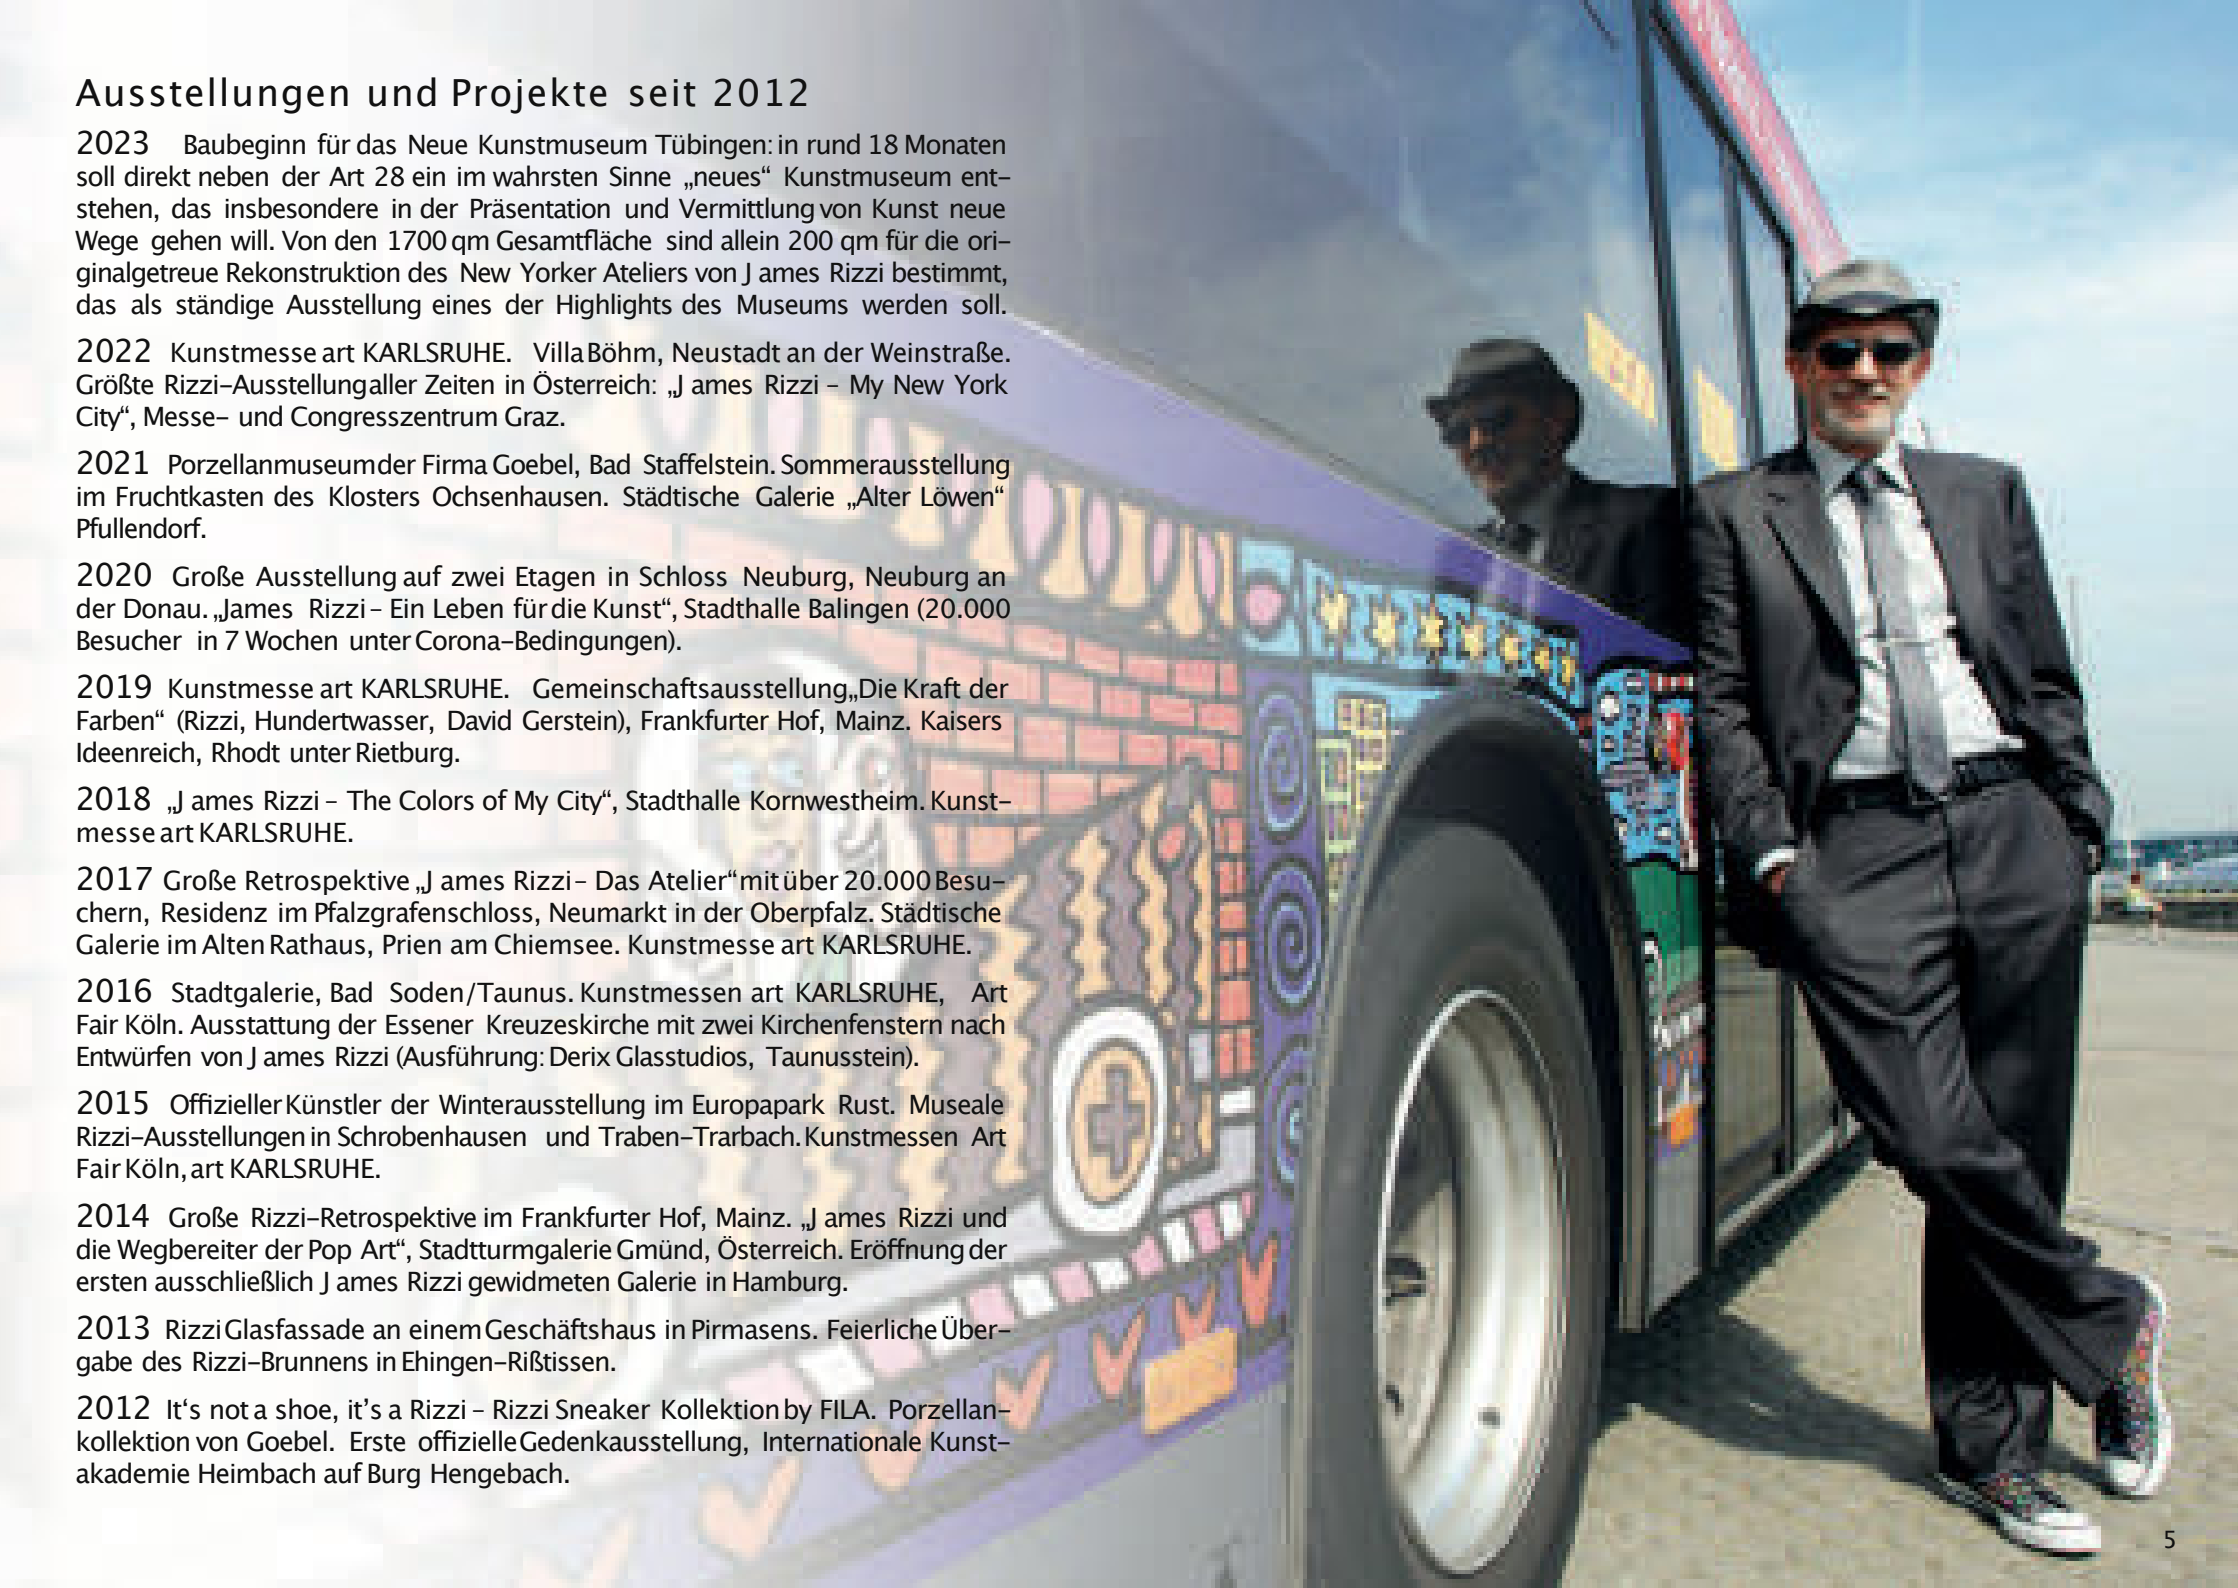 Ausstellungen und Projekte seit 2012
2023 Baubeginn für das Neue Kunstmuseum Tübingen: in rund 18 Monaten
soll direkt neben der Art 28 ein im wahrsten Sinne „neues“ Kunstmuseum ent-
stehen, das insbesondere in der Präsentation und Vermittlung von Kunst neue
Wege gehen will. Von den 1700 qm Gesamtfläche sind allein 200 qm für die ori-
ginalgetreue Rekonstruktion des New Yorker Ateliers von James Rizzi bestimmt,
das als ständige Ausstellung eines der Highlights des Museums werden soll.
2022 Kunstmesse art KARLSRUHE. Villa Böhm, Neustadt an der Weinstraße.
Größte Rizzi-Ausstellung aller Zeiten in Österreich: „James Rizzi – My New York
City“, Messe- und Congresszentrum Graz.
2021 Porzellanmuseum der Firma Goebel, Bad Staffelstein. Sommerausstellung
im Fruchtkasten des Klosters Ochsenhausen. Städtische Galerie „Alter Löwen“
Pfullendorf.
2020 Große Ausstellung auf zwei Etagen in Schloss Neuburg, Neuburg an
der Donau. „James Rizzi – Ein Leben für die Kunst“, Stadthalle Balingen (20.000
Besucher in 7 Wochen unter Corona-Bedingungen).
2019 Kunstmesse art KARLSRUHE. Gemeinschaftsausstellung „Die Kraft der
Farben“ (Rizzi, Hundertwasser, David Gerstein), Frankfurter Hof, Mainz. Kaisers
Ideenreich, Rhodt unter Rietburg.
2018 „James Rizzi – The Colors of My City“, Stadthalle Kornwestheim. Kunst-
messe art KARLSRUHE.
2017 Große Retrospektive „James Rizzi – Das Atelier“ mit über 20.000 Besu-
chern, Residenz im Pfalzgrafenschloss, Neumarkt in der Oberpfalz. Städtische
Galerie im Alten Rathaus, Prien am Chiemsee. Kunstmesse art KARLSRUHE.
2016 Stadtgalerie, Bad Soden/Taunus. Kunstmessen art KARLSRUHE, Art
Fair Köln. Ausstattung der Essener Kreuzeskirche mit zwei Kirchenfenstern nach
Entwürfen von James Rizzi (Ausführung: Derix Glasstudios, Taunusstein).
2015 Offizieller Künstler der Winterausstellung im Europapark Rust. Museale
Rizzi-Ausstellungen in Schrobenhausen und Traben-Trarbach. Kunstmessen Art
Fair Köln, art KARLSRUHE.
2014 Große Rizzi-Retrospektive im Frankfurter Hof, Mainz. „James Rizzi und
die Wegbereiter der Pop Art“, Stadtturmgalerie Gmünd, Österreich. Eröffnung der
ersten ausschließlich James Rizzi gewidmeten Galerie in Hamburg.
2013 Rizzi Glasfassade an einem Geschäftshaus in Pirmasens. Feierliche Über-
gabe des Rizzi-Brunnens in Ehingen-Rißtissen.
2012 It‘s not a shoe, it’s a Rizzi – Rizzi Sneaker Kollektion by FILA. Porzellan-
kollektion von Goebel. Erste offizielle Gedenkausstellung, Internationale Kunst-
akademie Heimbach auf Burg Hengebach.
5